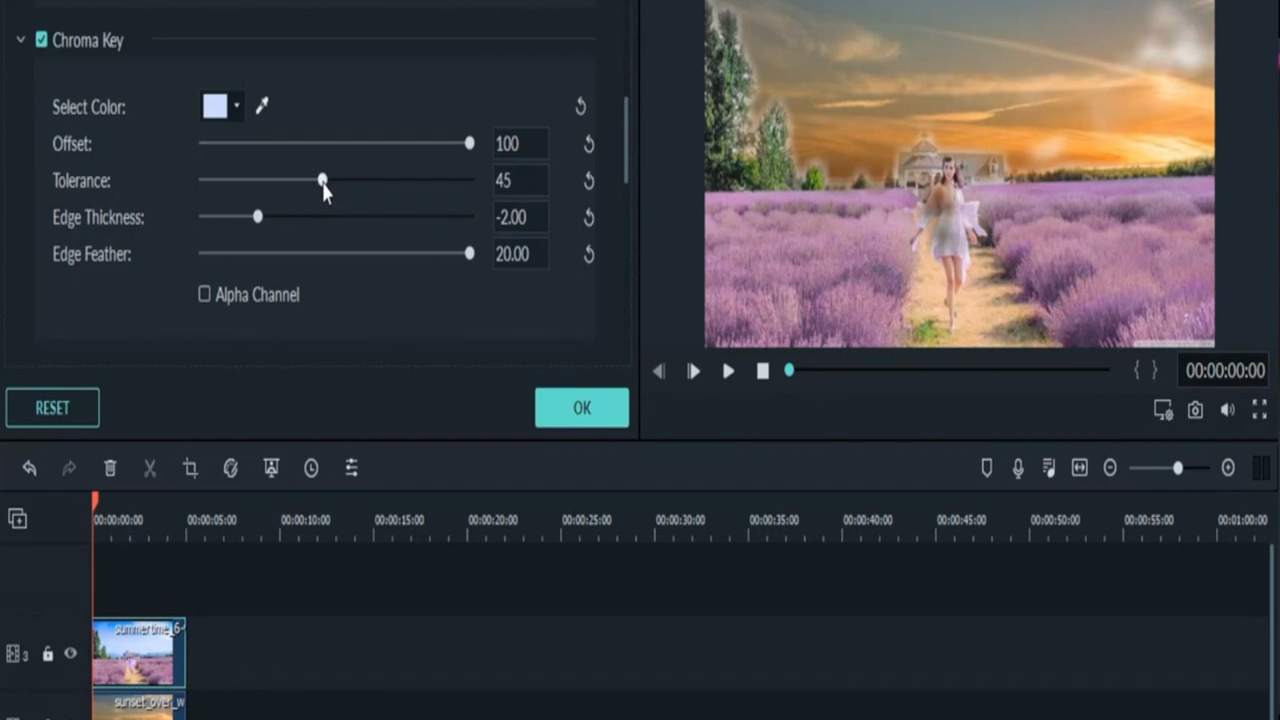 Chroma Key
Select Color:
Offset: 100
Tolerance: 45
Edge Thickness: -2.00
Edge Feather: 20.00
Alpha Channel
RESET
OK
00:00:00:00
00:00:00:00 00:00:05:00 00:00:10:00 00:00:15:00 00:00:20:00 00:00:25:00 00:00:30:00 00:00:35:00 00:00:40:00 00:00:45:00 00:00:50:00 00:00:55:00 00:01:00:00
summertime_6-
3
sunset_over_w